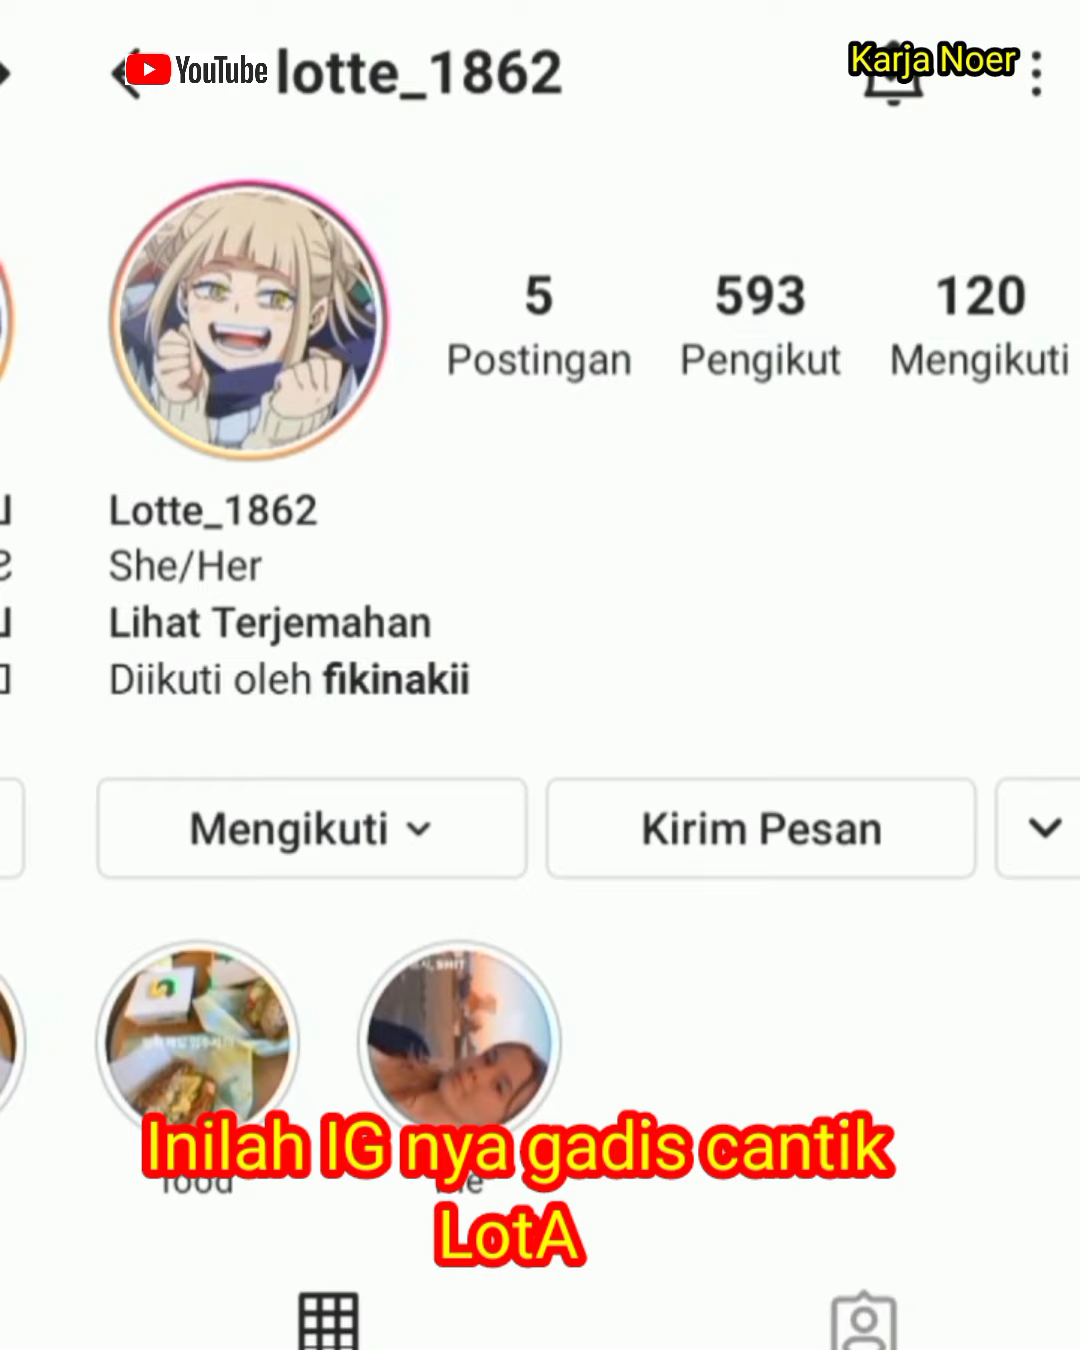 YouTube
lotte_1862
Karja Noer
5
593
120
Postingan
Pengikut
Mengikuti
Lotte_1862
She/Her
Lihat Terjemahan
Diikuti oleh fikinakii
Mengikuti
Kirim Pesan
Inilah IG nya gadis cantik
LotA
food